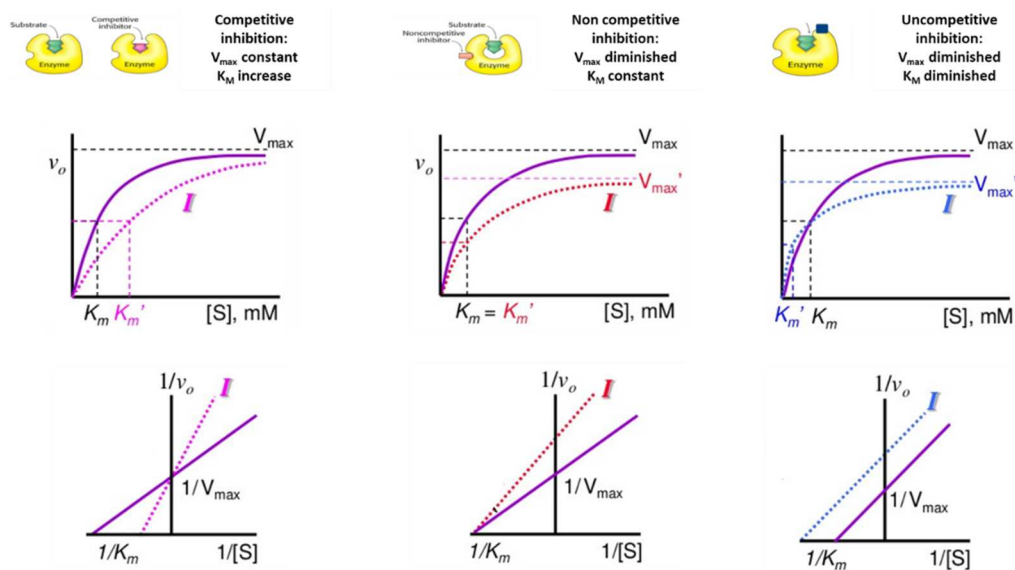 Substrate
Competitive inhibitor
Enzyme
Enzyme
Competitive
inhibition:
Vmax constant
KM increase
Substrate
Noncompetitive
inhibitor
Enzyme
Non competitive
inhibition:
Vmax diminished
KM constant
Enzyme
Uncompetitive
inhibition:
Vmax diminished
KM diminished
Vmax
vo
I
Km Km' [S], mM
Vmax
vo
Vmax'
I
Km = Km' [S], mM
Vmax
Vmax'
I
Km' Km [S], mM
1/vo
I
1/Vmax
1/Km 1/[S]
1/vo
I
1/Vmax
1/Km 1/[S]
1/vo
I
1/Vmax
1/Km 1/[S]